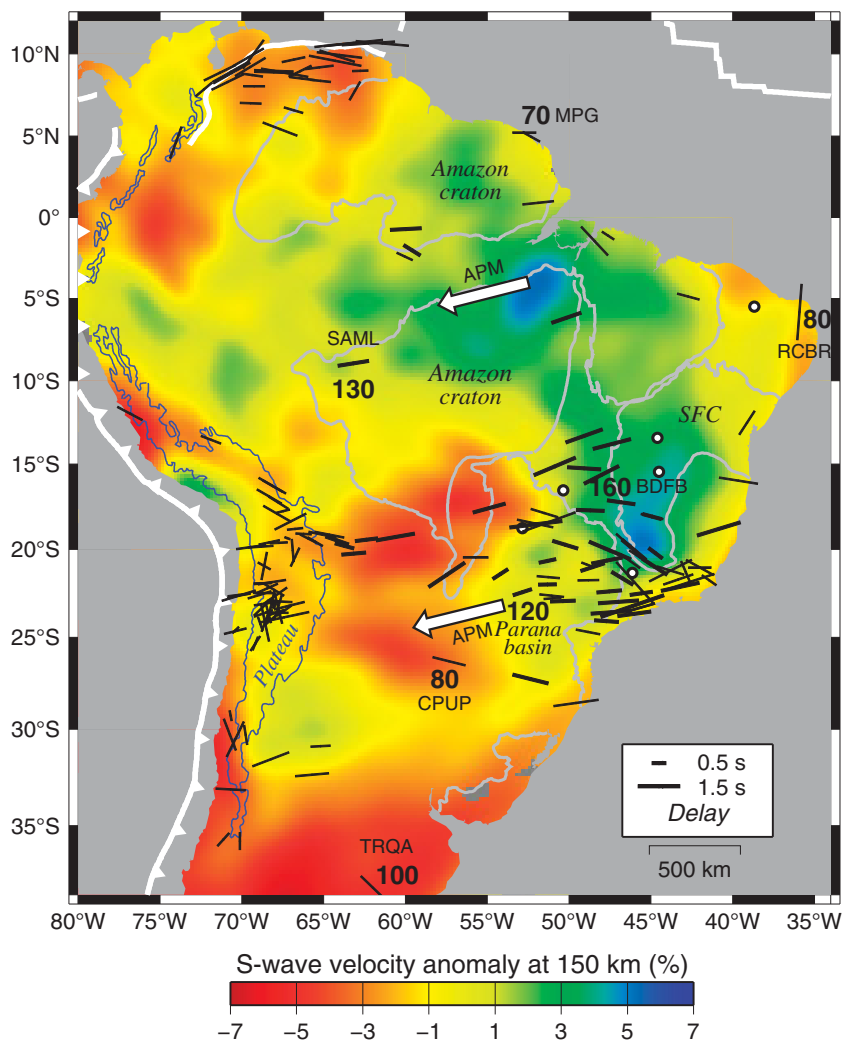 10°N
5°N
0°
5°S
10°S
15°S
20°S
25°S
30°S
35°S
70 MPG
Amazon
craton
APM
SAML
130
Amazon
craton
80
RCBR
SFC
160 BDFB
120
APM
Parana
basin
Plateau
80
CPUP
TRQA
100
0.5 s
1.5 s
Delay
500 km
80°W 75°W 70°W 65°W 60°W 55°W 50°W 45°W 40°W 35°W
S-wave velocity anomaly at 150 km (%)
−7 −5 −3 −1 1 3 5 7